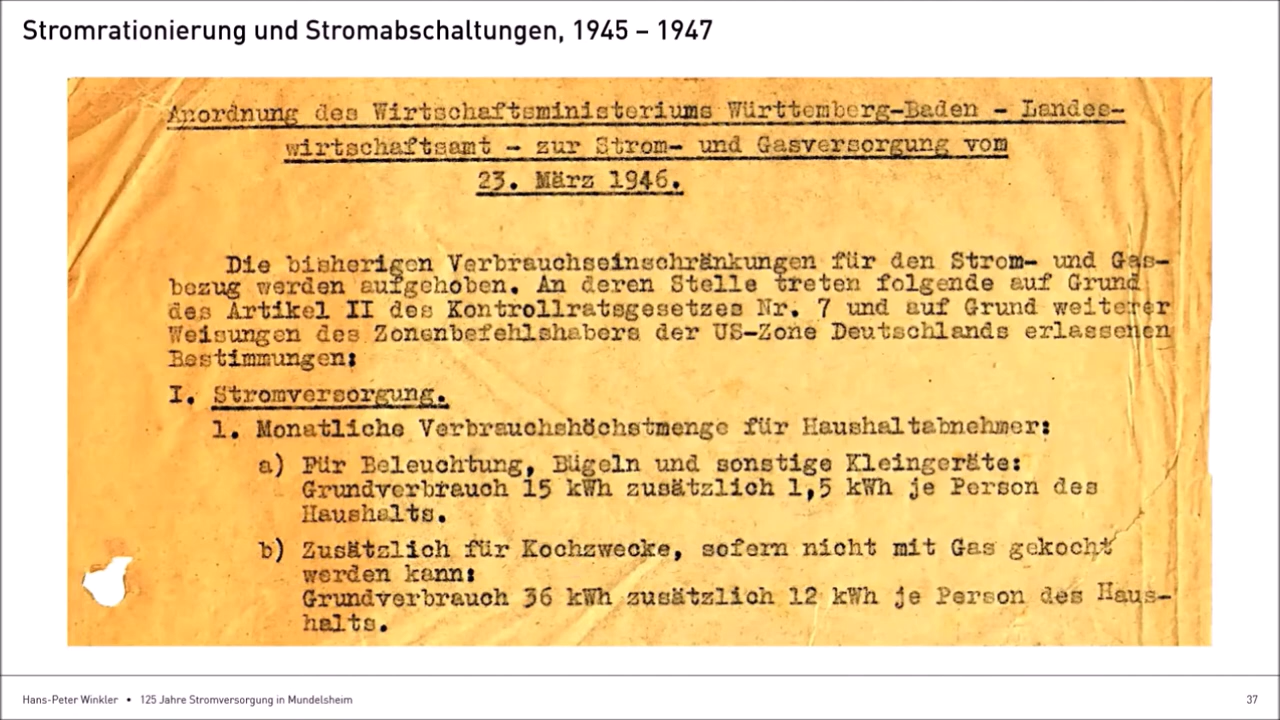 Stromrationierung und Stromabschaltungen, 1945 – 1947
Anordnung des Wirtschaftsministeriums Württemberg-Baden - Landes-
wirtschaftsamt - zur Strom- und Gasversorgung vom
23. März 1946.
Die bisherigen Verbrauchseinschränkungen für den Strom- und Gas-
bezug werden aufgehoben. An deren Stelle treten folgende auf Grund
des Artikel II des Kontrollratsgesetzes Nr. 7 und auf Grund weiterer
Weisungen des Zonenbefehlshabers der US-Zone Deutschlands erlassenen
Bestimmungen:
I. Stromversorgung.
1. Monatliche Verbrauchshöchstmenge für Haushaltabnehmer:
a) Für Beleuchtung, Bügeln und sonstige Kleingeräte:
Grundverbrauch 15 kWh zusätzlich 1,5 kWh je Person des
Haushalts.
b) Zusätzlich für Kochzwecke, sofern nicht mit Gas gekocht
werden kann:
Grundverbrauch 36 kWh zusätzlich 12 kWh je Person des Haus-
halts.
Hans-Peter Winkler • 125 Jahre Stromversorgung in Mundelsheim
37